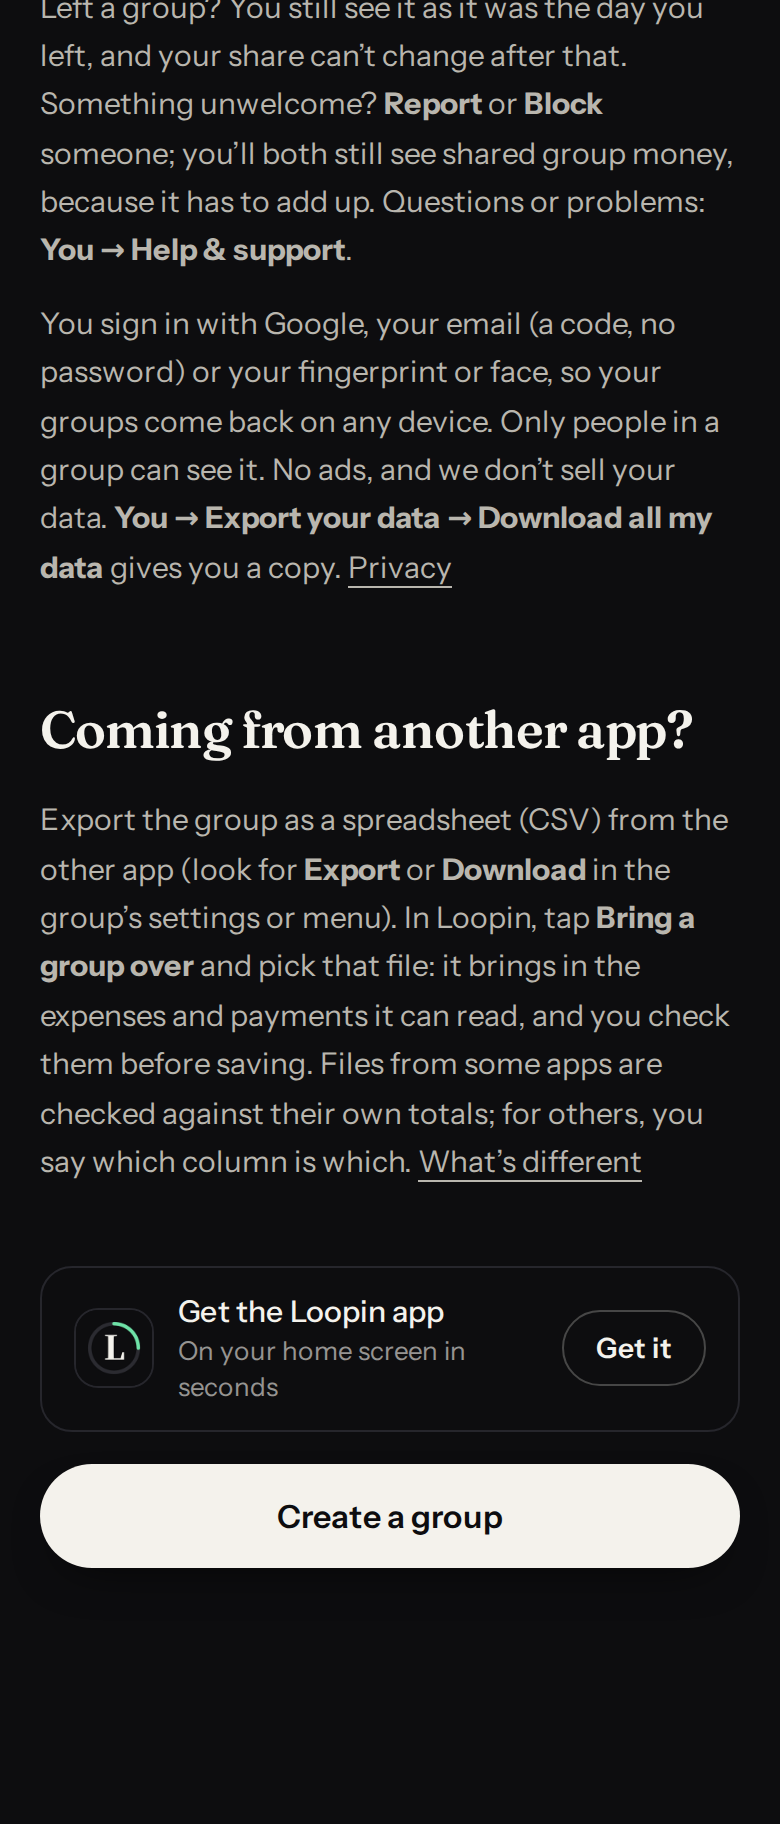 Left a group? You still see it as it was the day you
left, and your share can’t change after that.
Something unwelcome? Report or Block
someone; you’ll both still see shared group money,
because it has to add up. Questions or problems:
You → Help & support.
You sign in with Google, your email (a code, no
password) or your fingerprint or face, so your
groups come back on any device. Only people in a
group can see it. No ads, and we don’t sell your
data. You → Export your data → Download all my
data gives you a copy. Privacy
Coming from another app?
Export the group as a spreadsheet (CSV) from the
other app (look for Export or Download in the
group’s settings or menu). In Loopin, tap Bring a
group over and pick that file: it brings in the
expenses and payments it can read, and you check
them before saving. Files from some apps are
checked against their own totals; for others, you
say which column is which. What’s different
L
Get the Loopin app
On your home screen in
seconds
Get it
Create a group